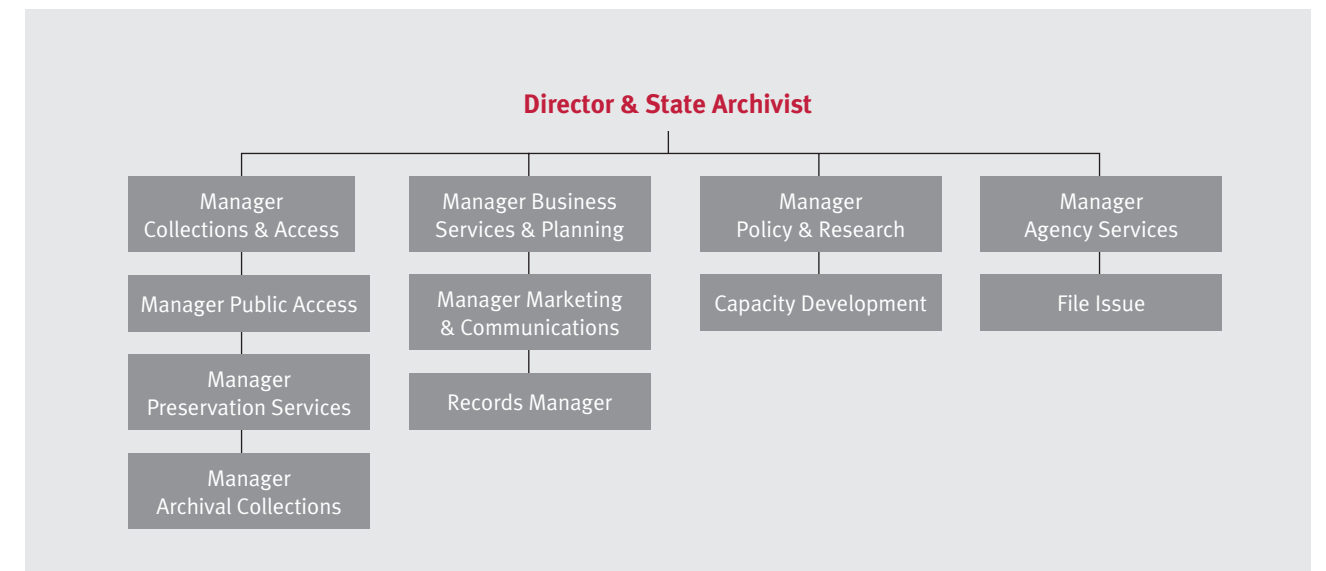 Director & State Archivist
Manager
Collections & Access
Manager Public Access
Manager
Preservation Services
Manager
Archival Collections
Manager Business
Services & Planning
Manager Marketing
& Communications
Records Manager
Manager
Policy & Research
Capacity Development
Manager
Agency Services
File Issue